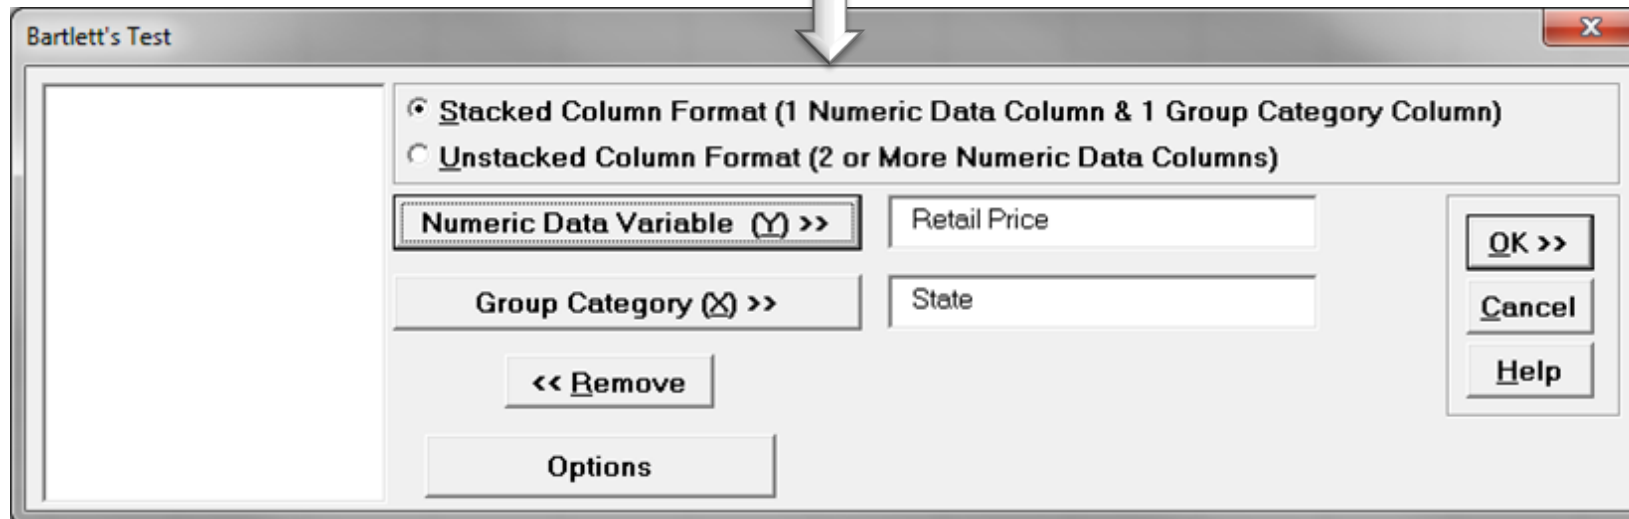 Bartlett's Test
Stacked Column Format (1 Numeric Data Column & 1 Group Category Column)
Unstacked Column Format (2 or More Numeric Data Columns)
Numeric Data Variable (Y) >>
Retail Price
Group Category (X) >>
State
<< Remove
Options
OK >>
Cancel
Help